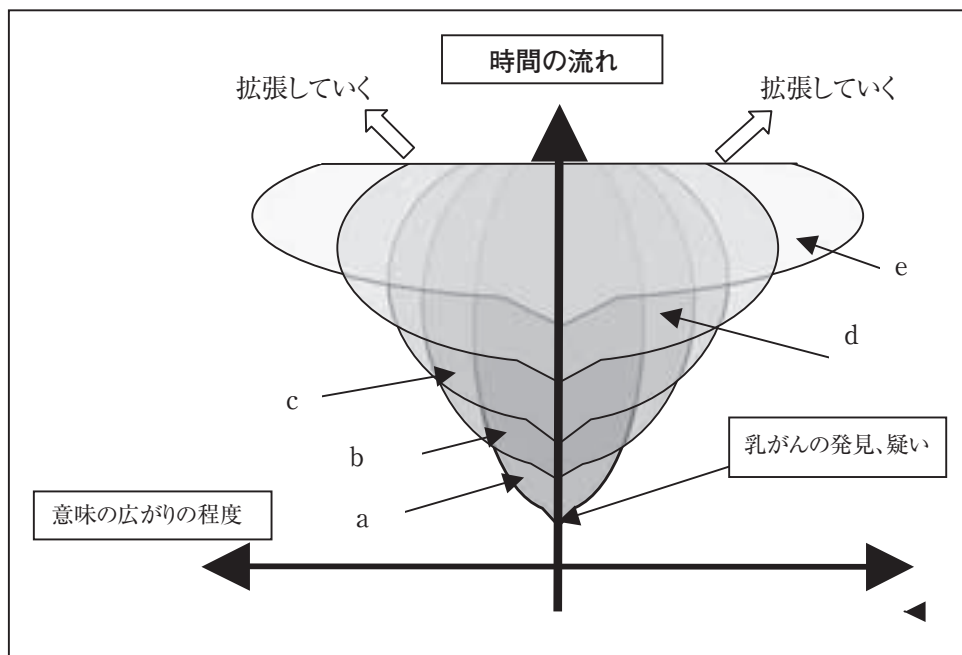 時間の流れ
拡張していく
拡張していく
e
d
c
乳がんの発見、疑い
b
a
意味の広がりの程度